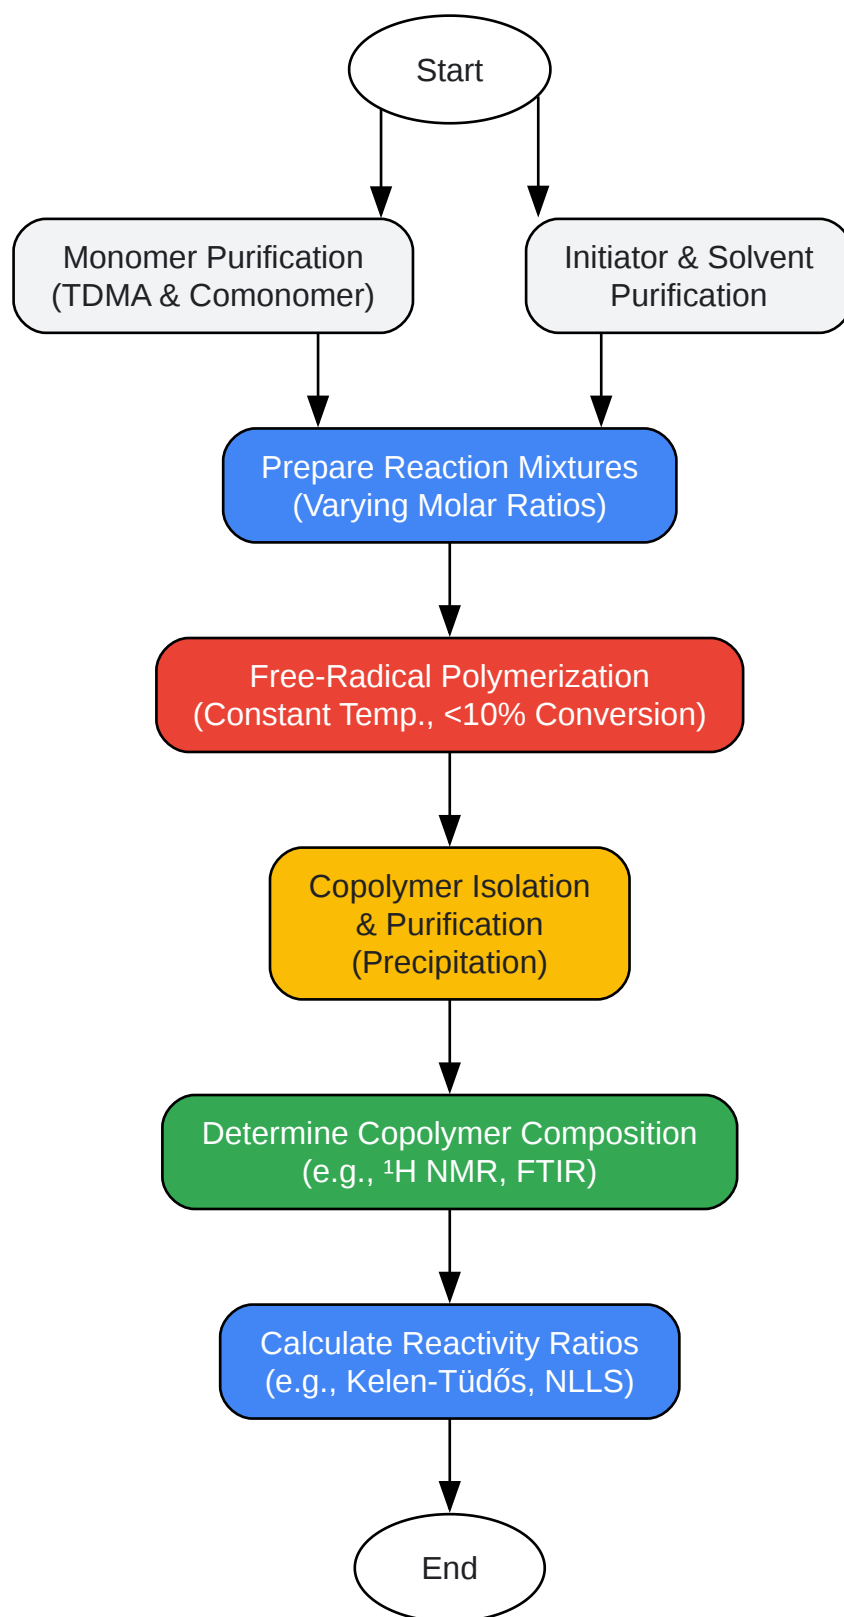 Start
Monomer Purification
(TDMA & Comonomer)
Initiator & Solvent
Purification
Prepare Reaction Mixtures
(Varying Molar Ratios)
Free-Radical Polymerization
(Constant Temp., <10% Conversion)
Copolymer Isolation
& Purification
(Precipitation)
Determine Copolymer Composition
(e.g., ¹H NMR, FTIR)
Calculate Reactivity Ratios
(e.g., Kelen-Tüdős, NLLS)
End